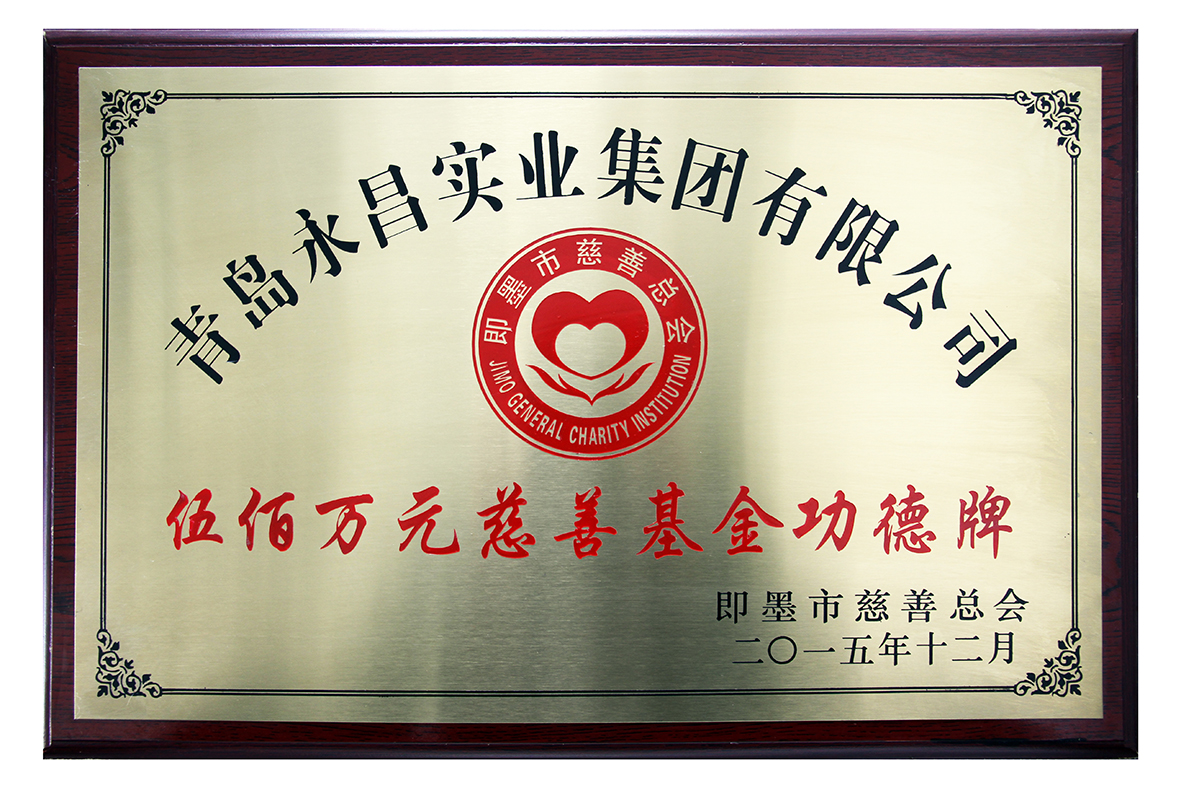 青岛永昌实业集团有限公司
即墨市慈善总会
JIMO GENERAL CHARITY INSTITUTION
伍佰万元慈善基金功德牌
即墨市慈善总会
二〇一五年十二月